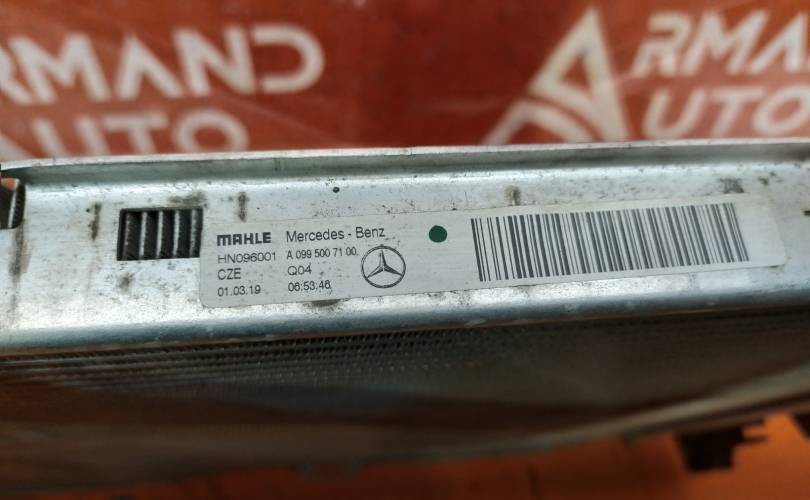 ARMAND
AUTO
ARMAND
AUTO
MAHLE Mercedes - Benz
HN096001 A 099 500 71 00
CZE Q04
01.03.19 06:53:46